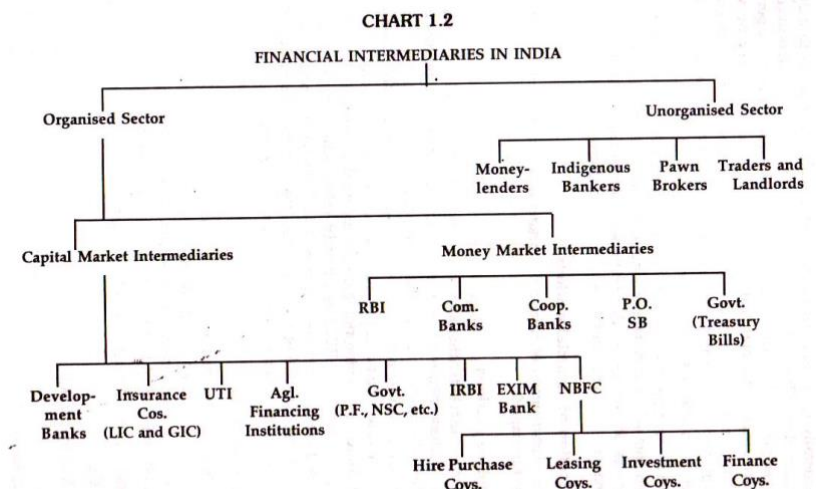 CHART 1.2
FINANCIAL INTERMEDIARIES IN INDIA
Organised Sector
Unorganised Sector
Money-
lenders
Indigenous
Bankers
Pawn
Brokers
Traders and
Landlords
Capital Market Intermediaries
Money Market Intermediaries
RBI
Com.
Banks
Coop.
Banks
P.O.
SB
Govt.
(Treasury
Bills)
Develop-
ment
Banks
Insurance
Cos.
(LIC and GIC)
UTI
Agl.
Financing
Institutions
Govt.
(P.F., NSC, etc.)
IRBI
EXIM
Bank
NBFC
Hire Purchase
Coys.
Leasing
Coys.
Investment
Coys.
Finance
Coys.